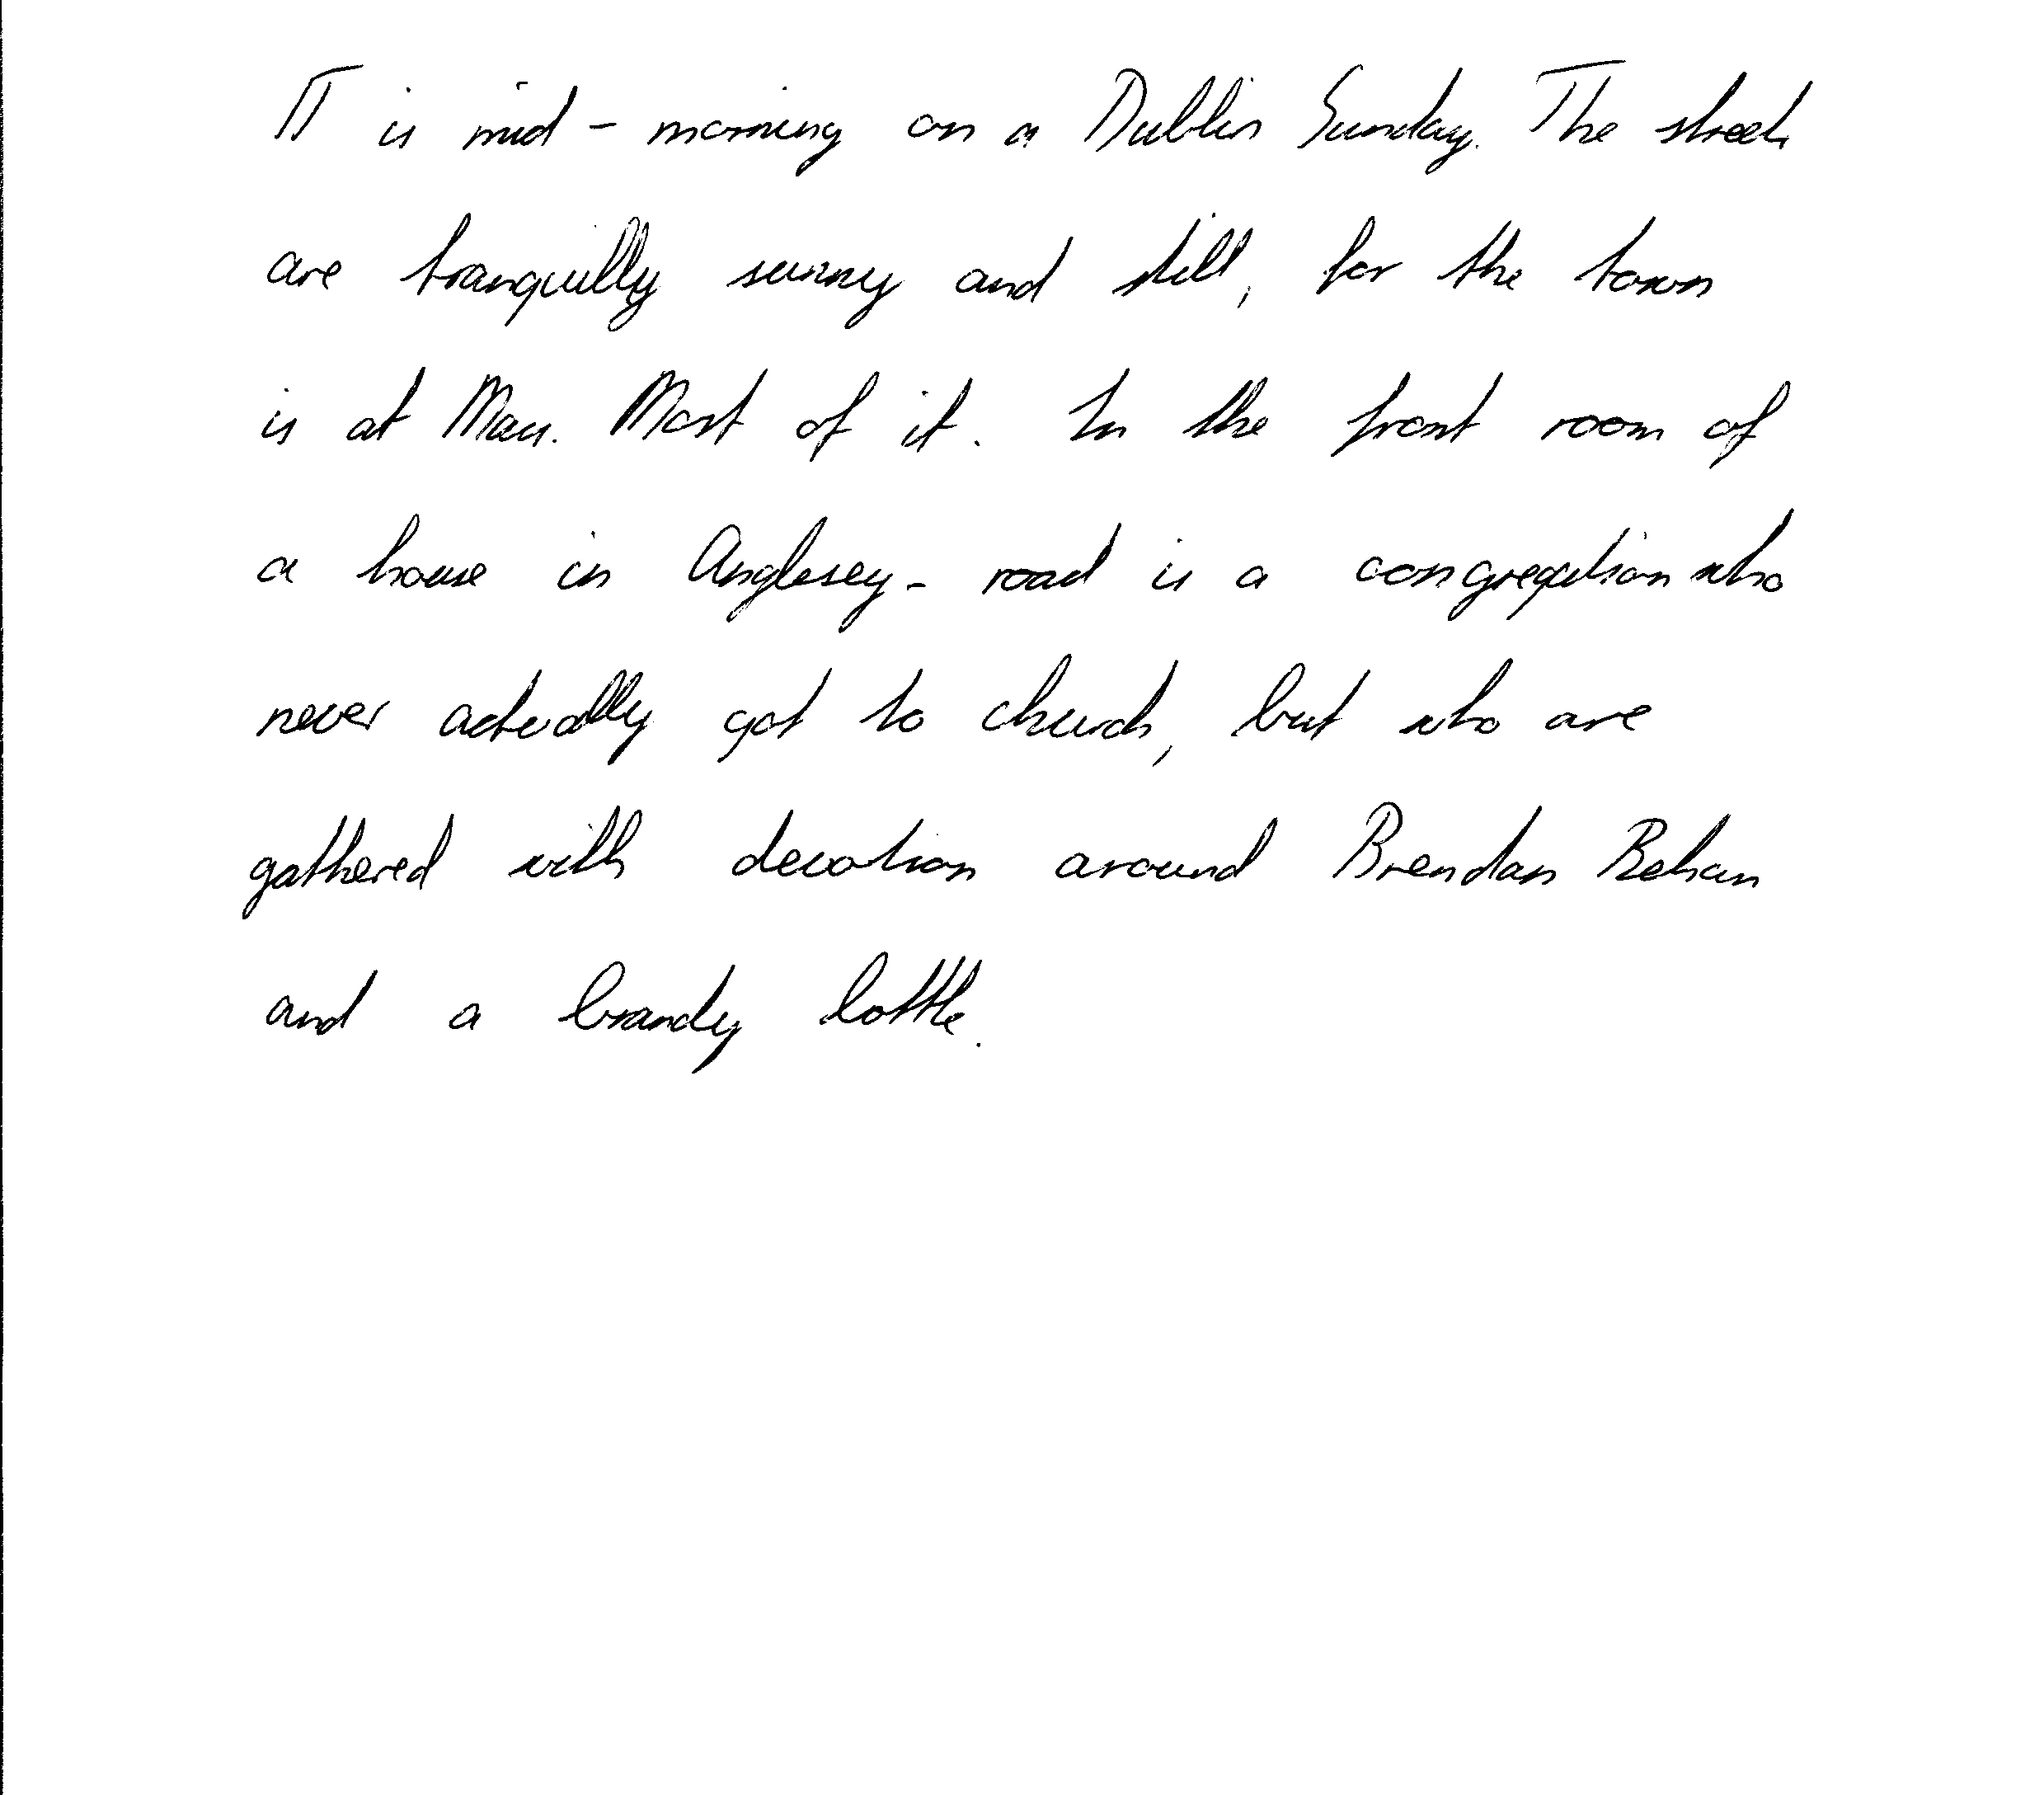 IT is mid - morning on a Dublin Sunday. The streets
are tranquilly sunny and still, for the town
is at Mass. Most of it. In the front room of
a house in Anglesey - road is a congregation who
never actually got to church, but who are
gathered with devotion around Brendan Behan
and a brandy bottle.